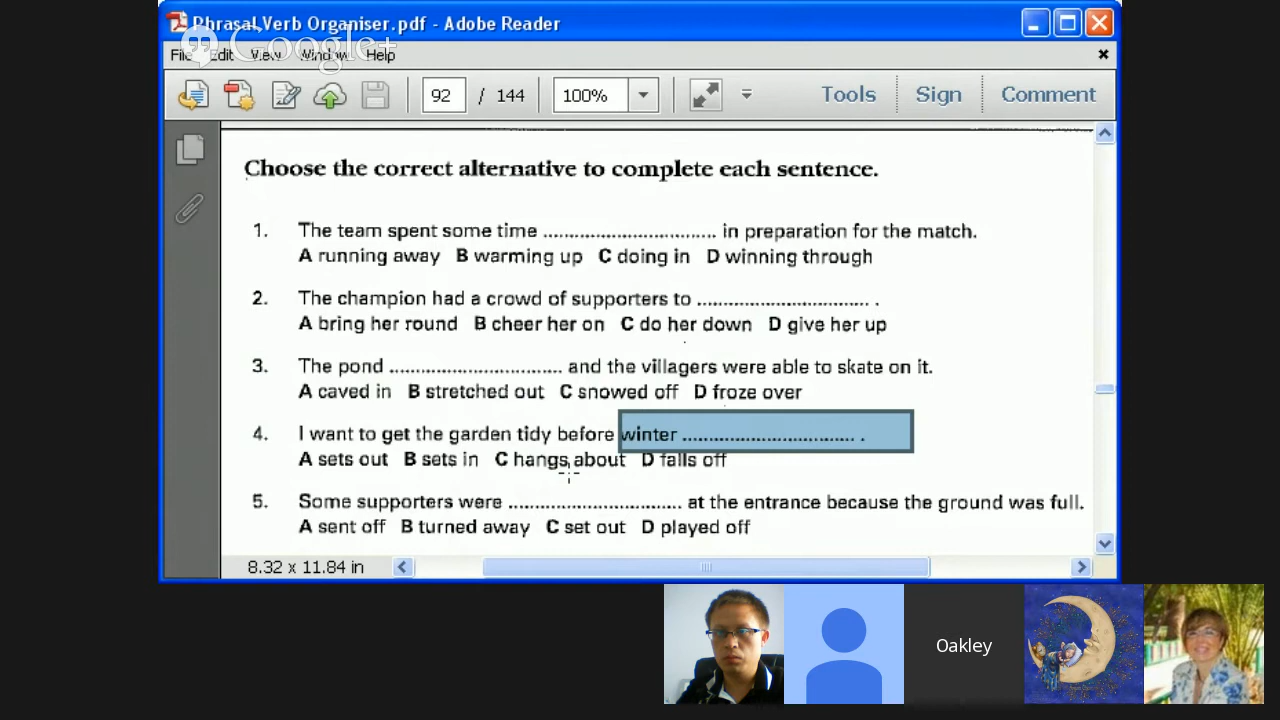 Phrasal Verb Organiser.pdf - Adobe Reader
Google+
File Edit View Window Help
92 / 144 100% Tools Sign Comment
Choose the correct alternative to complete each sentence.
1. The team spent some time ................................. in preparation for the match.
A running away B warming up C doing in D winning through
2. The champion had a crowd of supporters to ................................. .
A bring her round B cheer her on C do her down D give her up
3. The pond ................................. and the villagers were able to skate on it.
A caved in B stretched out C snowed off D froze over
4. I want to get the garden tidy before winter ................................. .
A sets out B sets in C hangs about D falls off
5. Some supporters were ................................. at the entrance because the ground was full.
A sent off B turned away C set out D played off
8.32 x 11.84 in
Oakley